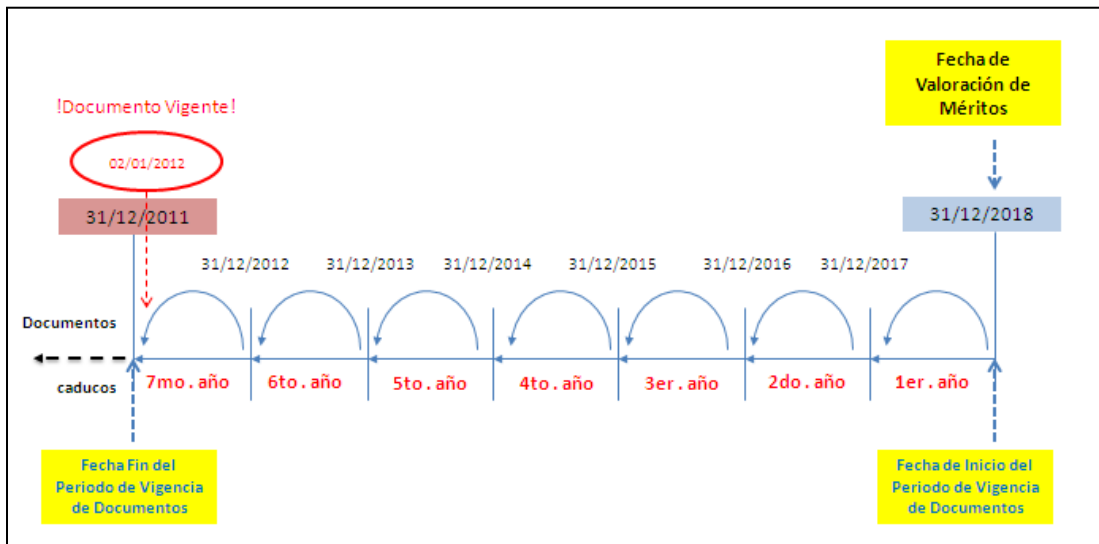 Fecha de
Valoración de
Méritos
!Documento Vigente!
02/01/2012
31/12/2011
31/12/2018
31/12/2012
31/12/2013
31/12/2014
31/12/2015
31/12/2016
31/12/2017
Documentos
caducos
7mo. año
6to. año
5to. año
4to. año
3er. año
2do. año
1er. año
Fecha Fin del
Periodo de Vigencia
de Documentos
Fecha de Inicio del
Periodo de Vigencia
de Documentos